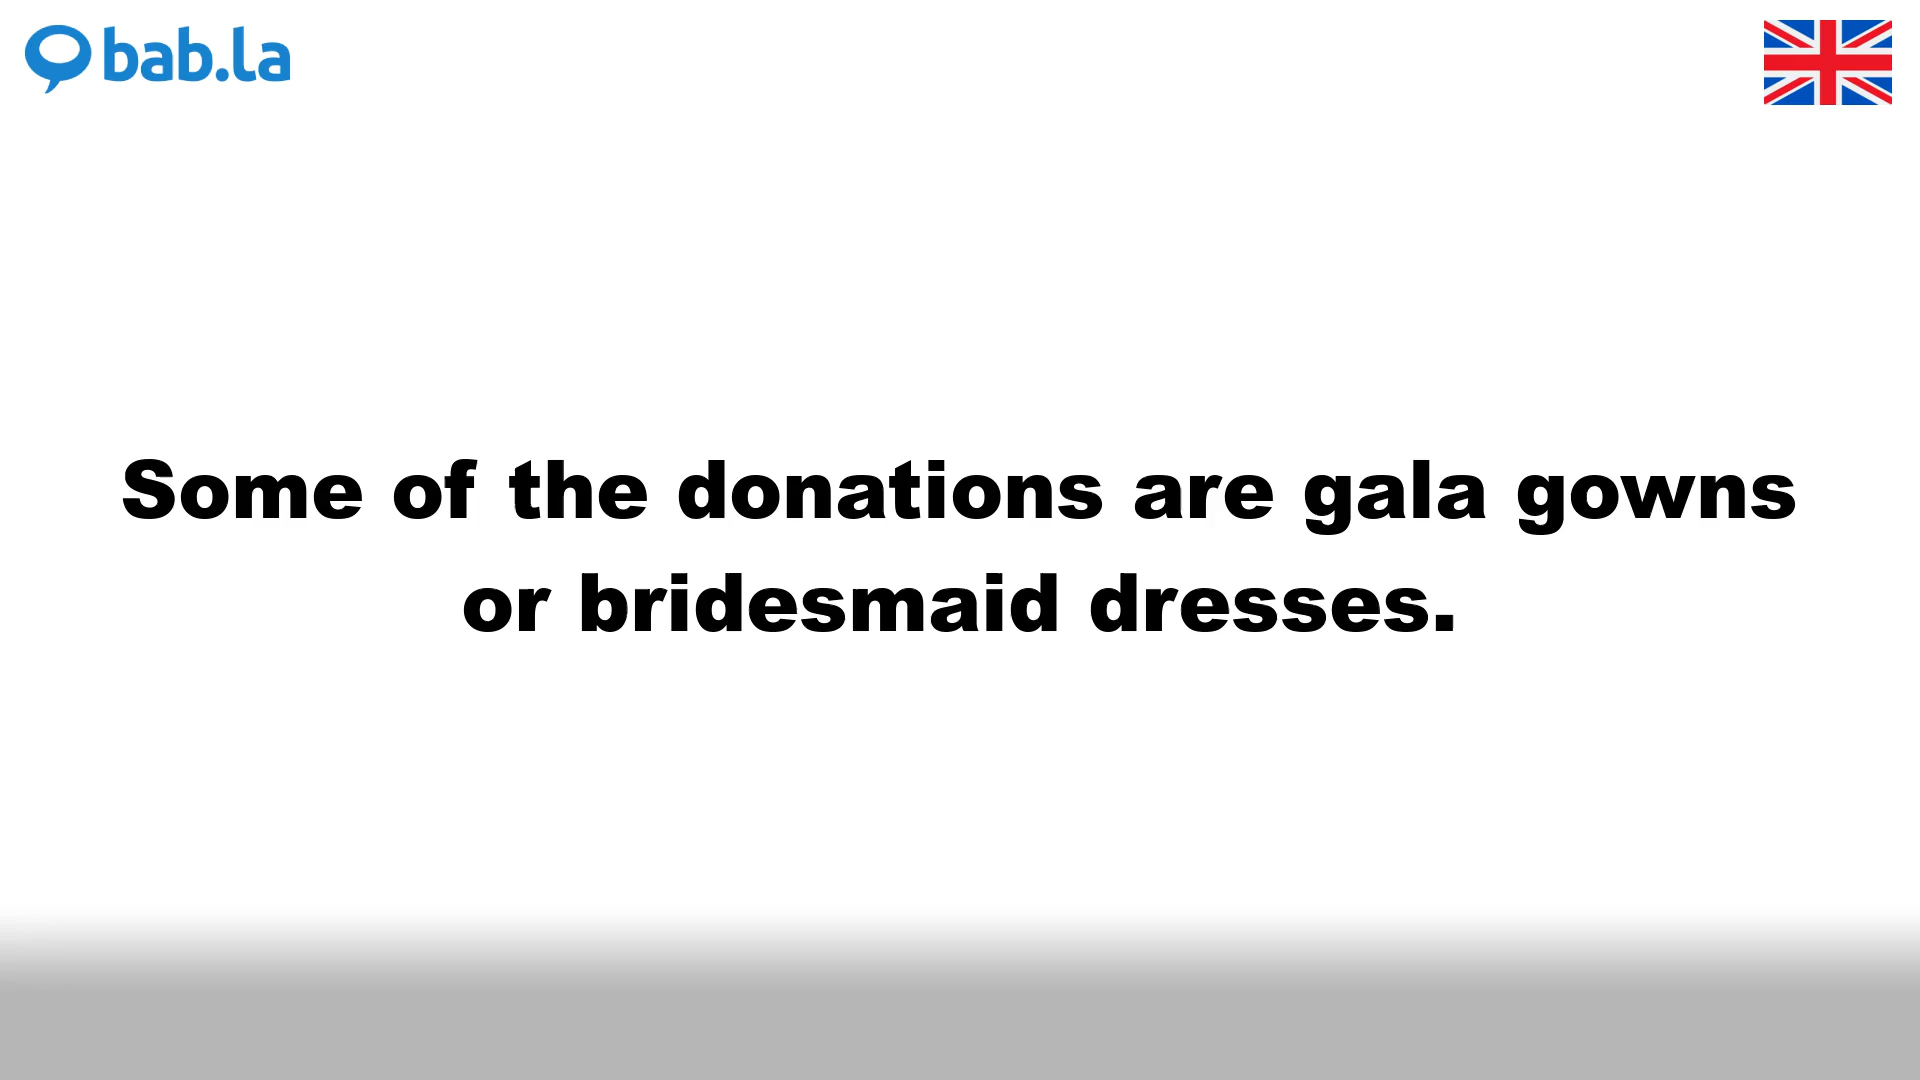 bab.la
Some of the donations are gala gowns
or bridesmaid dresses.